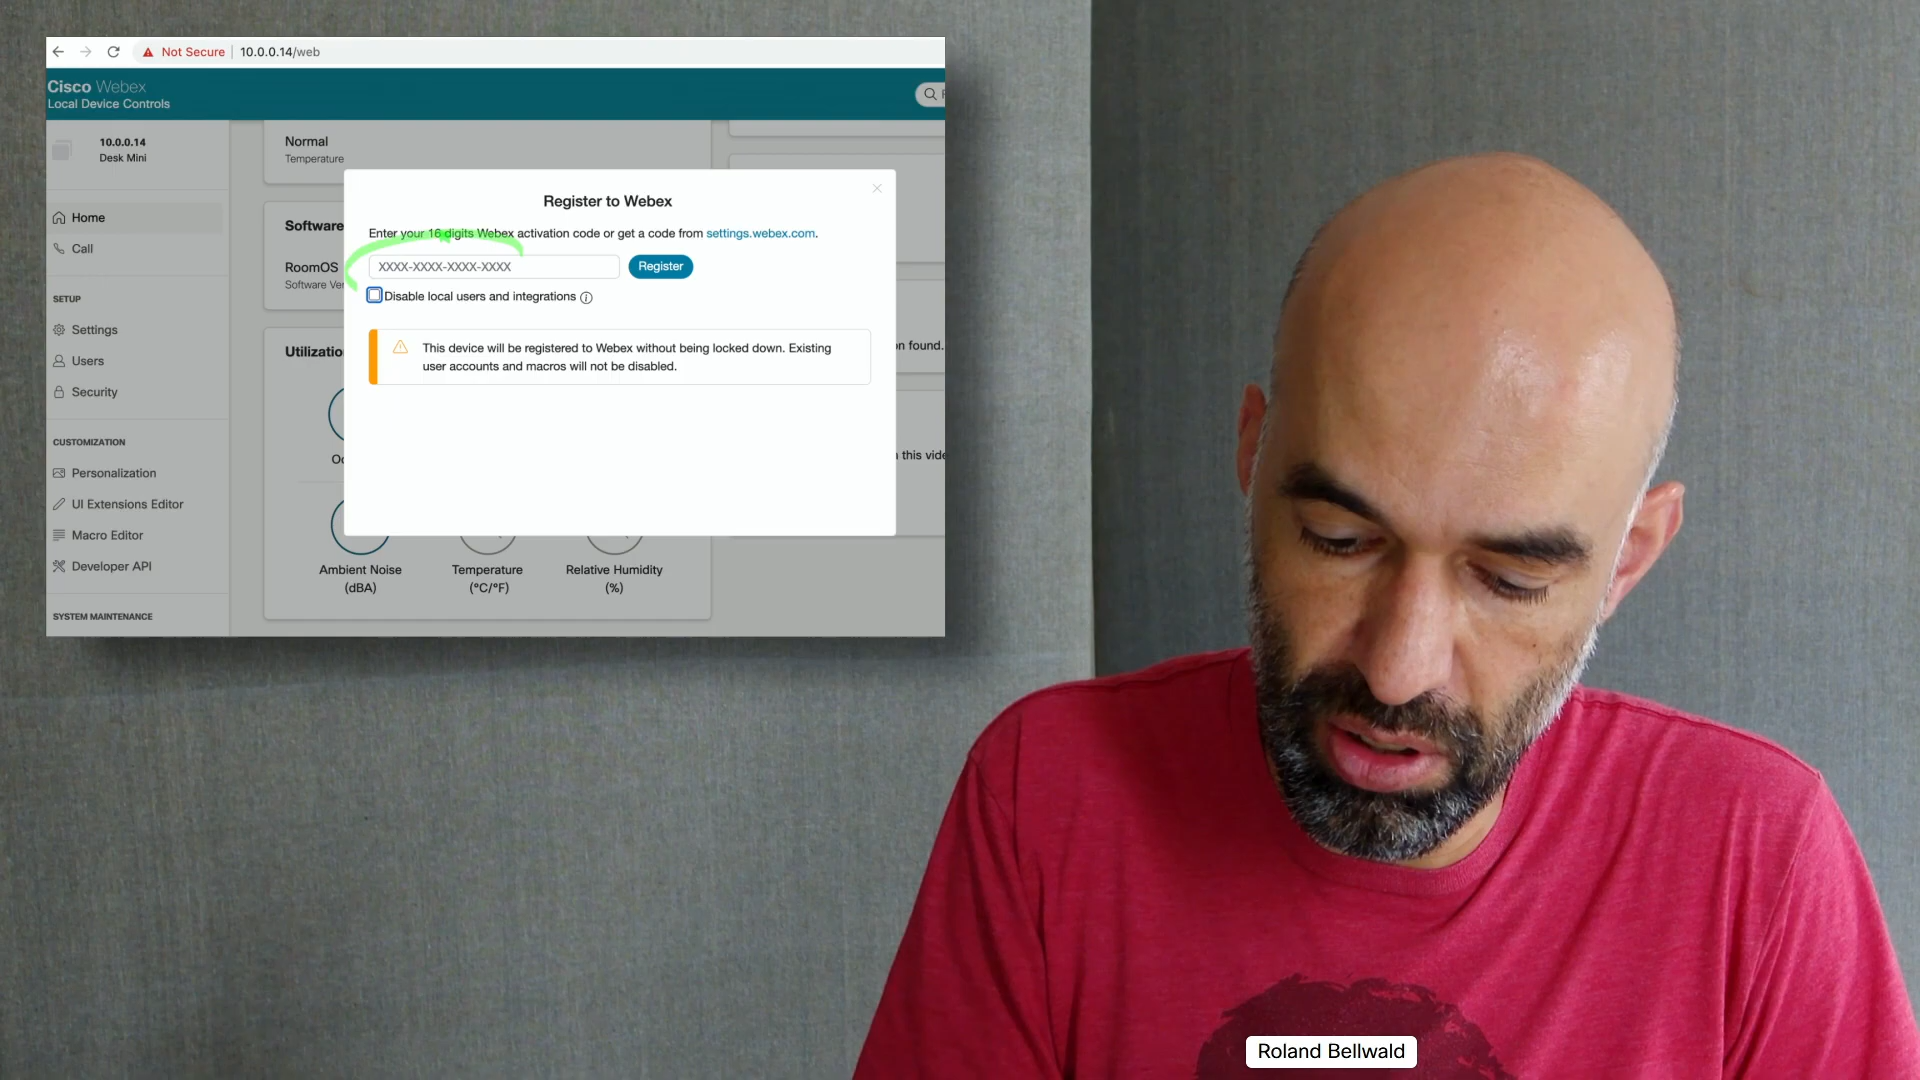 Not Secure | 10.0.0.14/web
Cisco Webex
Local Device Controls
10.0.0.14
Desk Mini
Home
Call
SETUP
Settings
Users
Security
CUSTOMIZATION
Personalization
UI Extensions Editor
Macro Editor
Developer API
SYSTEM MAINTENANCE
Normal
Temperature
Software
RoomOS
Software Ver
Utilizatio
Register to Webex
Enter your 16 digits Webex activation code or get a code from settings.webex.com.
XXXX-XXXX-XXXX-XXXX
Register
Disable local users and integrations
This device will be registered to Webex without being locked down. Existing
user accounts and macros will not be disabled.
n found.
this vide
Ambient Noise
(dBA)
Temperature
(°C/°F)
Relative Humidity
(%)
Roland Bellwald